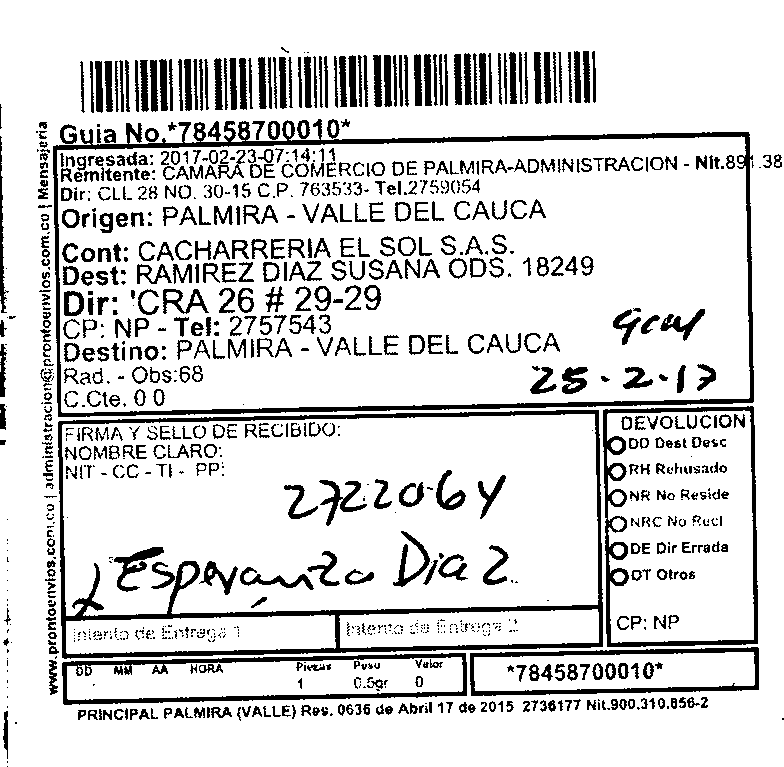 Guia No.*78458700010*
Ingresada: 2017-02-23-07:14:11
Remitente: CAMARA DE COMERCIO DE PALMIRA-ADMINISTRACION - Nit.891.38
Dir: CLL 28 NO. 30-15 C.P. 763533- Tel.2759054
Origen: PALMIRA - VALLE DEL CAUCA
Cont: CACHARRERIA EL SOL S.A.S.
Dest: RAMIREZ DIAZ SUSANA ODS. 18249
Dir: 'CRA 26 # 29-29
CP: NP - Tel: 2757543
Destino: PALMIRA - VALLE DEL CAUCA
Rad. - Obs:68
C.Cte. 0 0
25-2-17
FIRMA Y SELLO DE RECIBIDO:
NOMBRE CLARO:
NIT - CC - TI - PP:
2722064
Esperanza Diaz
Intento de Entrega 1
Intento de Entrega 2
DEVOLUCION
DD Dest Desc
RH Rehusado
NR No Reside
NRC No Recl
DE Dir Errada
OT Otros
CP: NP
DD MM AA HORA Piezas Peso Valor
1 0.5gr 0
*78458700010*
PRINCIPAL PALMIRA (VALLE) Res. 0636 de Abril 17 de 2015 2736177 Nit.900.310.856-2
www.prontoenvios.com.co | administracion@prontoenvios.com.co | Mensajeria